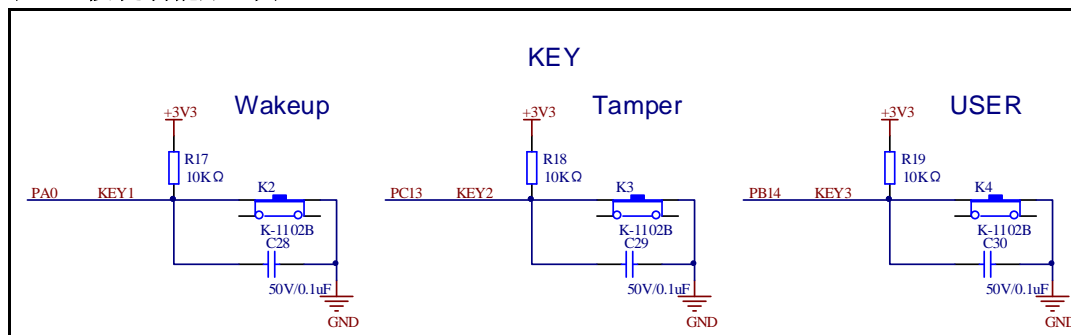 KEY
Wakeup
+3V3
R17
10KΩ
PA0 KEY1
K2
K-1102B
C28
50V/0.1uF
GND
Tamper
+3V3
R18
10KΩ
PC13 KEY2
K3
K-1102B
C29
50V/0.1uF
GND
USER
+3V3
R19
10KΩ
PB14 KEY3
K4
K-1102B
C30
50V/0.1uF
GND